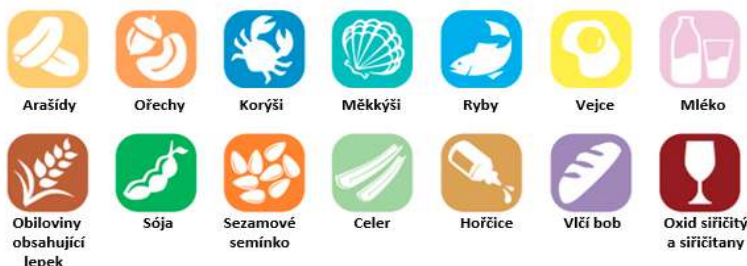 Arašídy
Ořechy
Korýši
Měkkýši
Ryby
Vejce
Mléko
Obiloviny
obsahující
lepek
Sója
Sezamové
semínko
Celer
Hořčice
Vlčí bob
Oxid siřičitý
a siřičitany